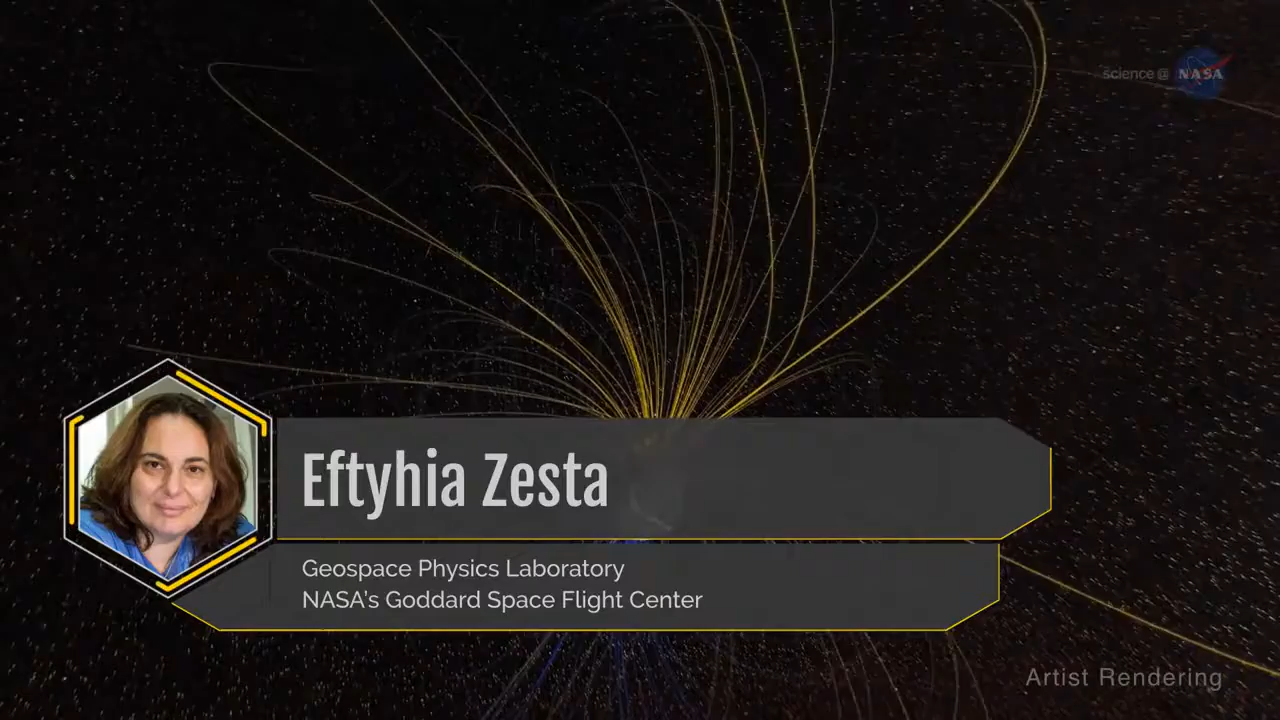 science@ NASA
Eftyhia Zesta
Geospace Physics Laboratory
NASA's Goddard Space Flight Center
Artist Rendering